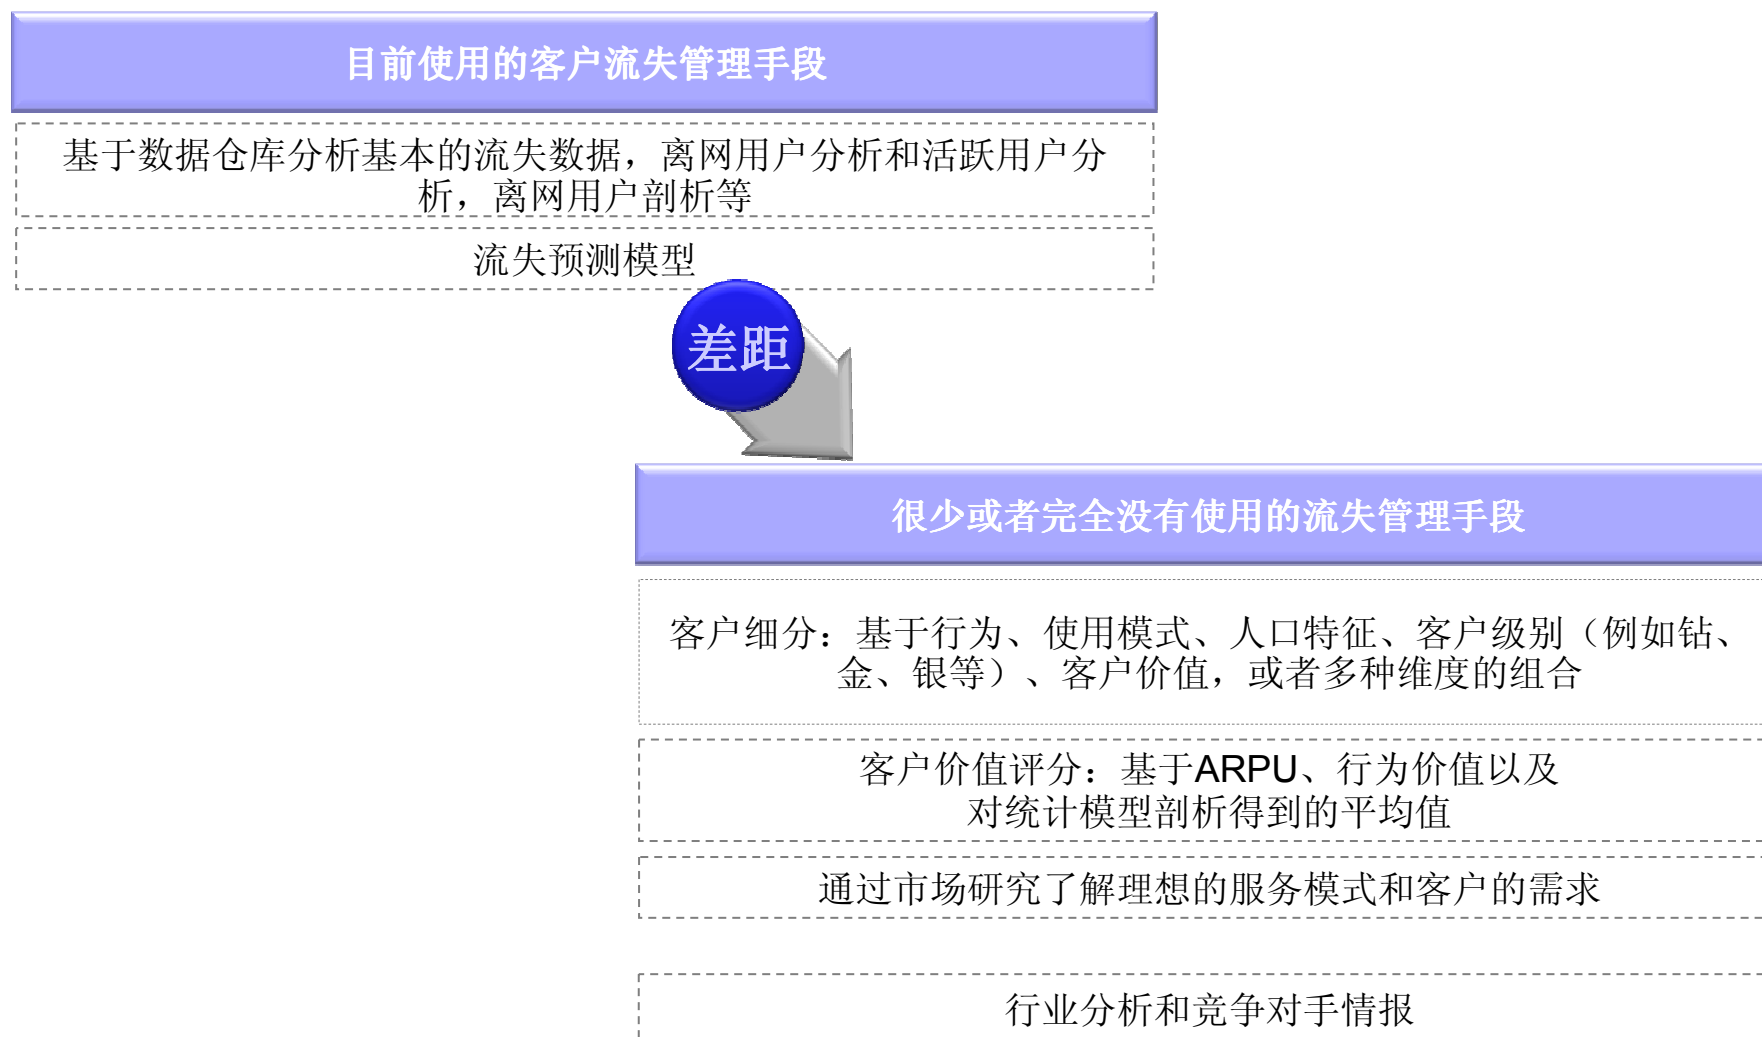 目前使用的客户流失管理手段
基于数据仓库分析基本的流失数据，离网用户分析和活跃用户分
析，离网用户剖析等
流失预测模型
差距
很少或者完全没有使用的流失管理手段
客户细分：基于行为、使用模式、人口特征、客户级别（例如钻、
金、银等）、客户价值，或者多种维度的组合
客户价值评分：基于ARPU、行为价值以及
对统计模型剖析得到的平均值
通过市场研究了解理想的服务模式和客户的需求
行业分析和竞争对手情报